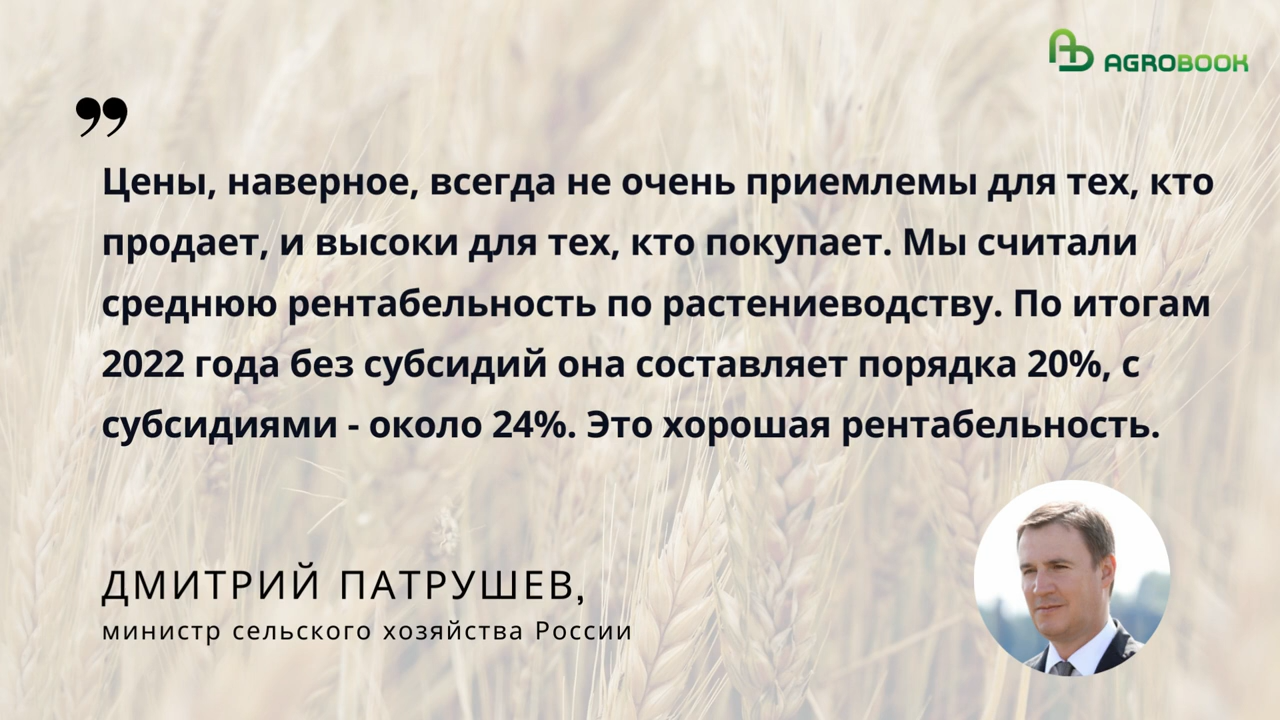 AGROBOOK
”
Цены, наверное, всегда не очень приемлемы для тех, кто
продает, и высоки для тех, кто покупает. Мы считали
среднюю рентабельность по растениеводству. По итогам
2022 года без субсидий она составляет порядка 20%, с
субсидиями - около 24%. Это хорошая рентабельность.
ДМИТРИЙ ПАТРУШЕВ,
министр сельского хозяйства России